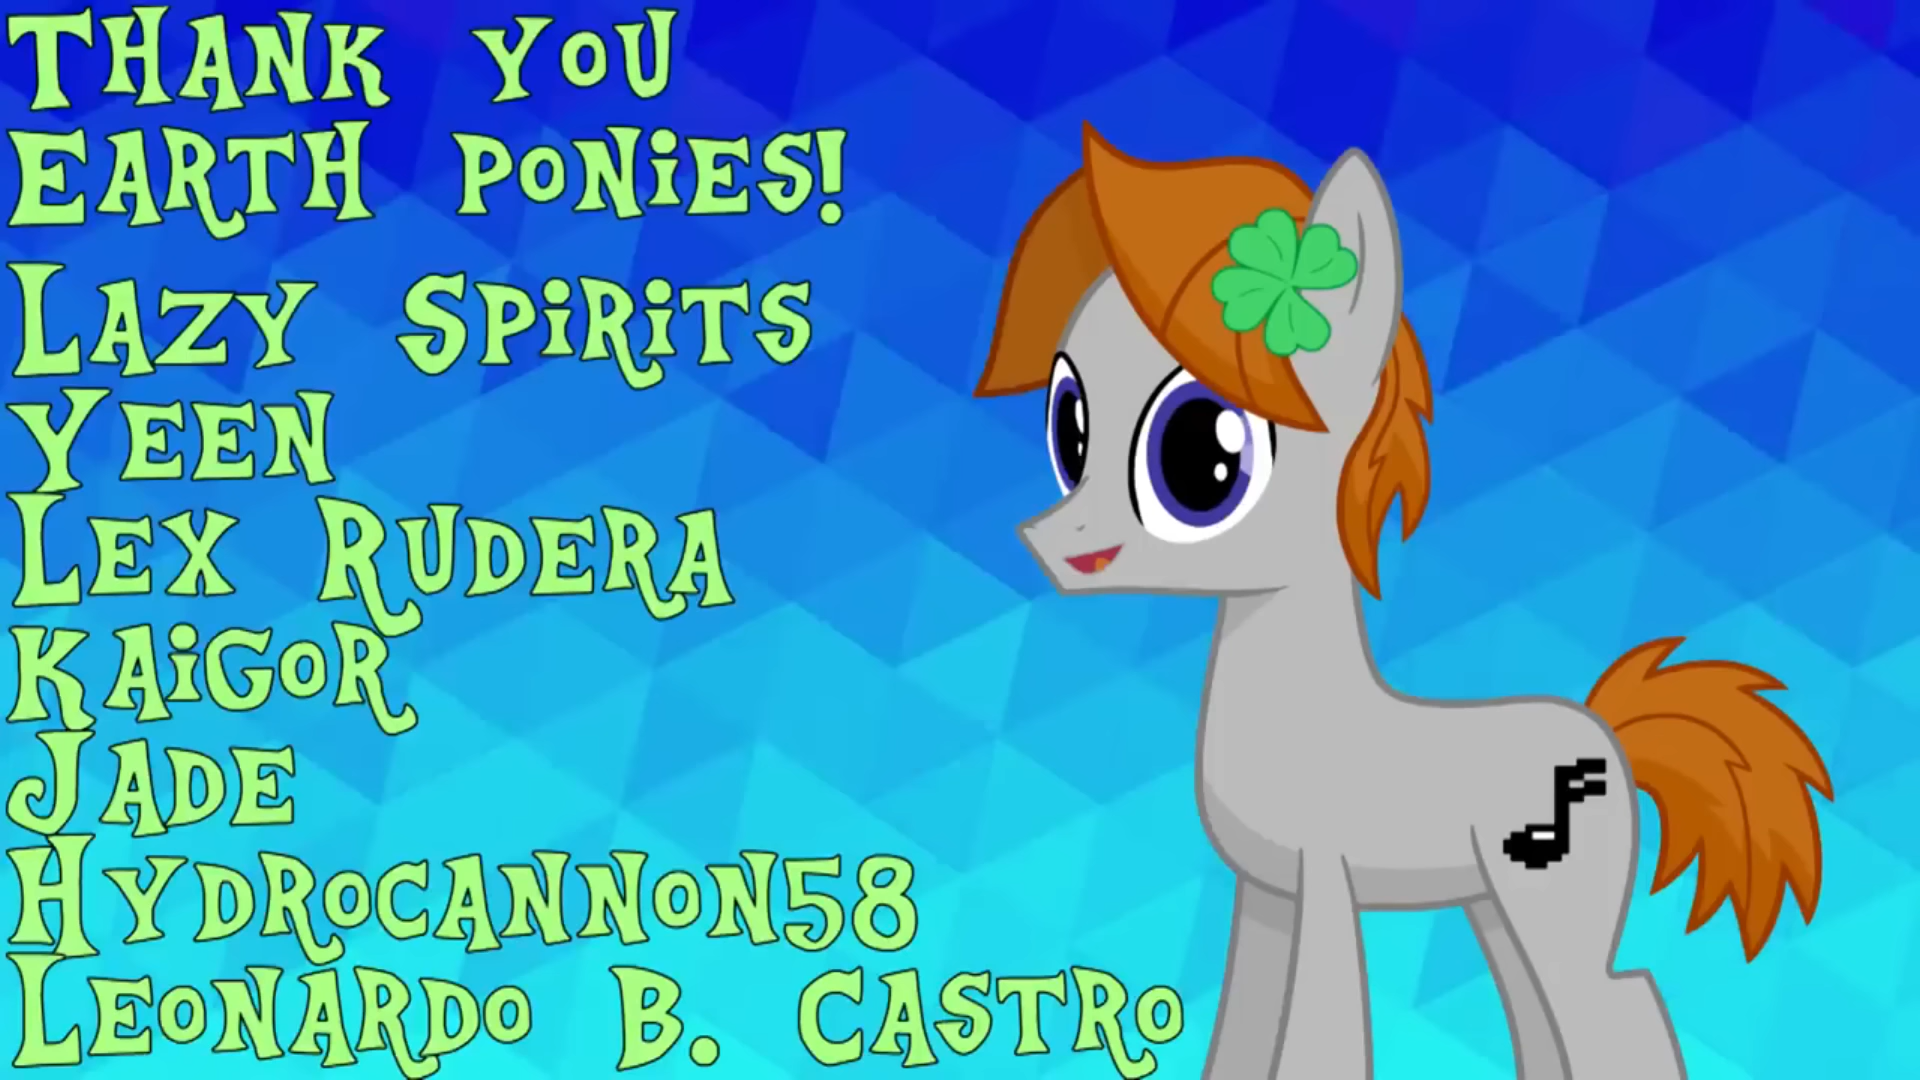 Thank you
Earth Ponies!
Lazy Spirits
Yeen
Lex Rudera
Kaigor
Jade
Hydrocannon58
Leonardo B. Castro